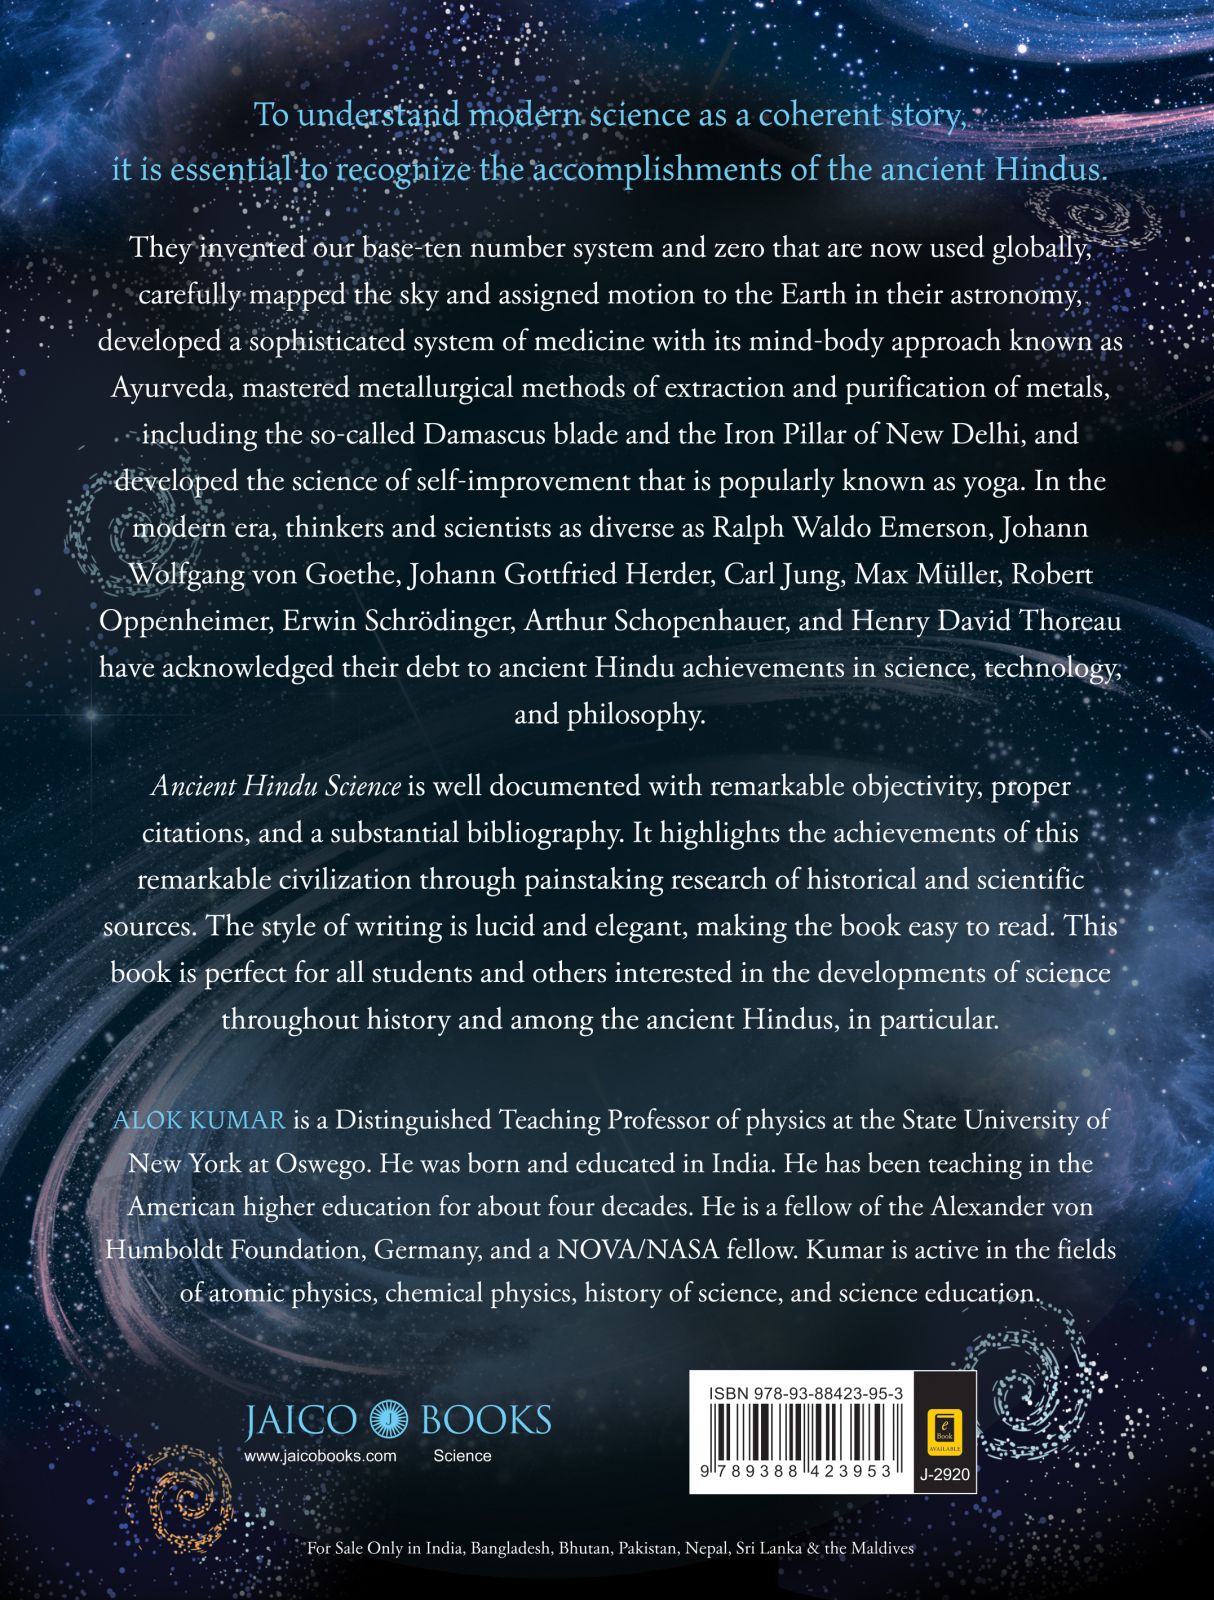 To understand modern science as a coherent story,
it is essential to recognize the accomplishments of the ancient Hindus.
They invented our base-ten number system and zero that are now used globally,
carefully mapped the sky and assigned motion to the Earth in their astronomy,
developed a sophisticated system of medicine with its mind-body approach known as
Ayurveda, mastered metallurgical methods of extraction and purification of metals,
including the so-called Damascus blade and the Iron Pillar of New Delhi, and
developed the science of self-improvement that is popularly known as yoga. In the
modern era, thinkers and scientists as diverse as Ralph Waldo Emerson, Johann
Wolfgang von Goethe, Johann Gottfried Herder, Carl Jung, Max Müller, Robert
Oppenheimer, Erwin Schrödinger, Arthur Schopenhauer, and Henry David Thoreau
have acknowledged their debt to ancient Hindu achievements in science, technology,
and philosophy.
Ancient Hindu Science is well documented with remarkable objectivity, proper
citations, and a substantial bibliography. It highlights the achievements of this
remarkable civilization through painstaking research of historical and scientific
sources. The style of writing is lucid and elegant, making the book easy to read. This
book is perfect for all students and others interested in the developments of science
throughout history and among the ancient Hindus, in particular.
ALOK KUMAR is a Distinguished Teaching Professor of physics at the State University of
New York at Oswego. He was born and educated in India. He has been teaching in the
American higher education for about four decades. He is a fellow of the Alexander von
Humboldt Foundation, Germany, and a NOVA/NASA fellow. Kumar is active in the fields
of atomic physics, chemical physics, history of science, and science education.
JAICO J BOOKS
www.jaicobooks.com Science
ISBN 978-93-88423-95-3
9 789388 423953
e
Book
AVAILABLE
J-2920
For Sale Only in India, Bangladesh, Bhutan, Pakistan, Nepal, Sri Lanka & the Maldives